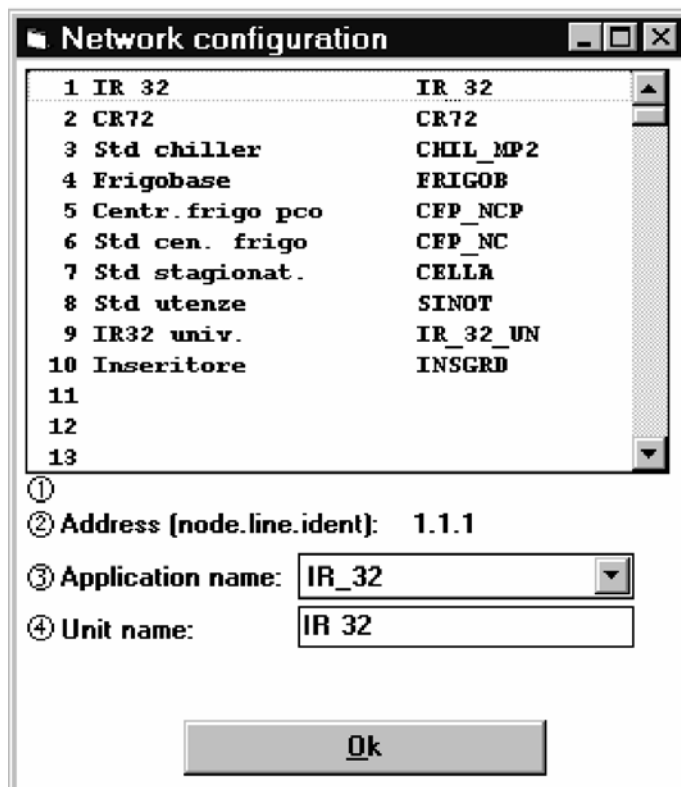 Network configuration
1 IR 32 IR_32
2 CR72 CR72
3 Std chiller CHIL_MP2
4 Frigobase FRIGOB
5 Centr.frigo pco CFP_NCP
6 Std cen. frigo CFP_NC
7 Std stagionat. CELLA
8 Std utenze SINOT
9 IR32 univ. IR_32_UN
10 Inseritore INSGRD
11
12
13
①
② Address (node.line.ident): 1.1.1
③ Application name: IR_32
④ Unit name: IR 32
Ok